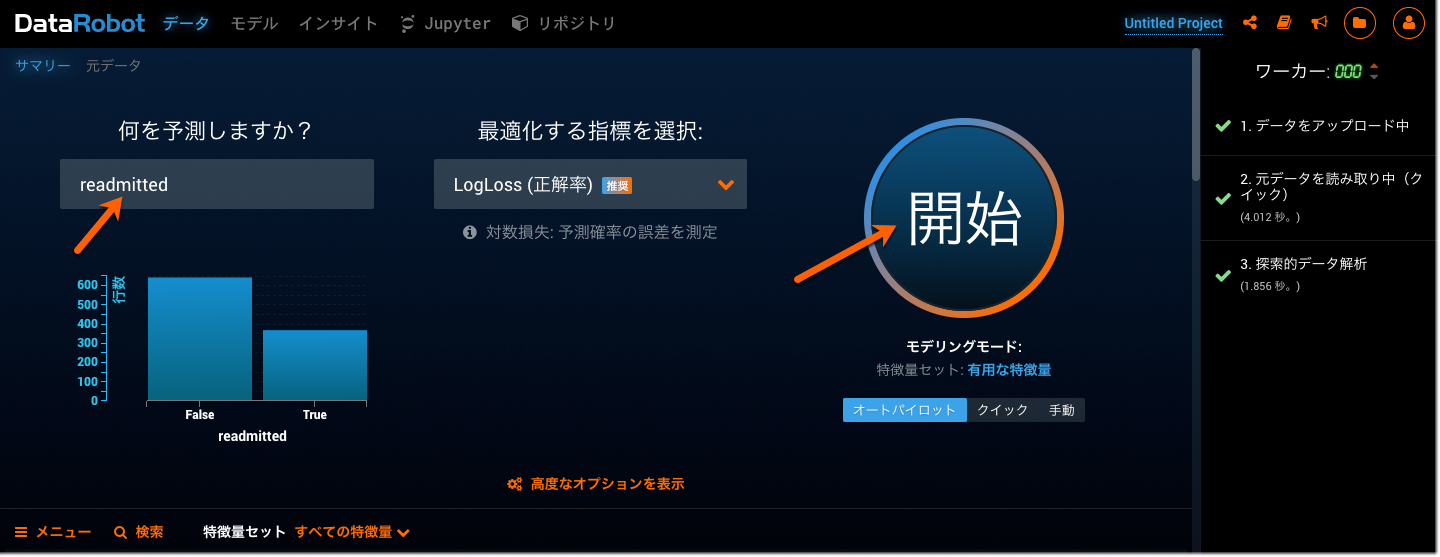 DataRobot データ モデル インサイト Jupyter リポジトリ Untitled Project
サマリー 元データ
何を予測しますか？
readmitted
600
500
400
300
200
100
0
行数
False True
readmitted
最適化する指標を選択:
LogLoss (正解率) 推奨
対数損失: 予測確率の誤差を測定
開始
モデリングモード:
特徴量セット: 有用な特徴量
オートパイロット クイック 手動
高度なオプションを表示
メニュー 検索 特徴量セット すべての特徴量
ワーカー: 000
1. データをアップロード中
2. 元データを読み取り中（ク
イック）
(4.012 秒。)
3. 探索的データ解析
(1.856 秒。)